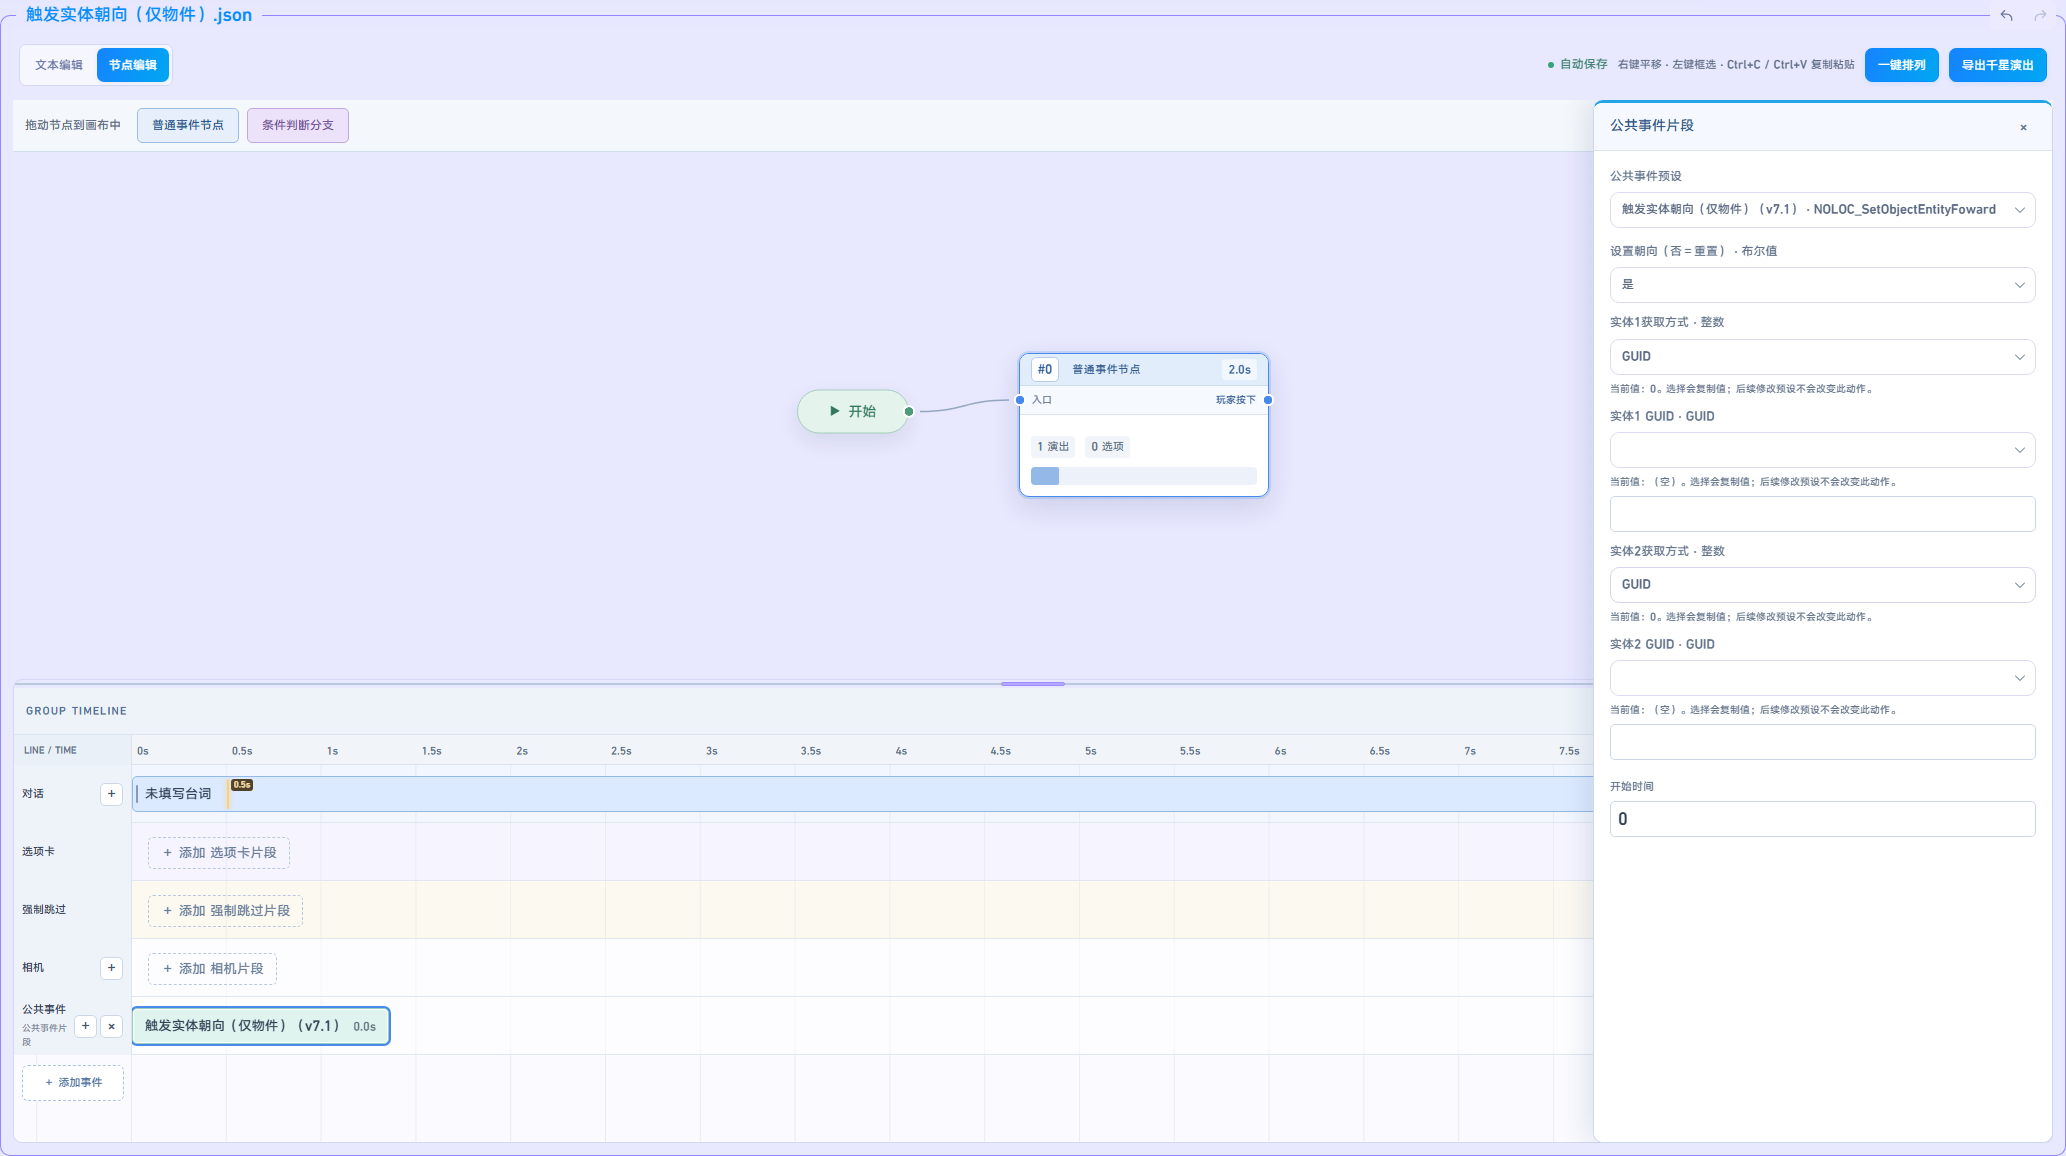 触发实体朝向（仅物件）.json
文本编辑
节点编辑
自动保存
右键平移 · 左键框选 · Ctrl+C / Ctrl+V 复制粘贴
一键排列
导出千星演出
拖动节点到画布中
普通事件节点
条件判断分支
开始
#0
普通事件节点
2.0s
入口
玩家按下
1 演出
0 选项
公共事件片段
×
公共事件预设
触发实体朝向（仅物件）（v7.1） · NOLOC_SetObjectEntityFoward
设置朝向（否＝重置） · 布尔值
是
实体1获取方式 · 整数
GUID
当前值：0。选择会复制值；后续修改预设不会改变此动作。
实体1 GUID · GUID
当前值：（空）。选择会复制值；后续修改预设不会改变此动作。
实体2获取方式 · 整数
GUID
当前值：0。选择会复制值；后续修改预设不会改变此动作。
实体2 GUID · GUID
当前值：（空）。选择会复制值；后续修改预设不会改变此动作。
开始时间
0
GROUP TIMELINE
LINE / TIME
0s
0.5s
1s
1.5s
2s
2.5s
3s
3.5s
4s
4.5s
5s
5.5s
6s
6.5s
7s
7.5s
对话
+
未填写台词
0.5s
选项卡
+ 添加 选项卡片段
强制跳过
+ 添加 强制跳过片段
相机
+
+ 添加 相机片段
公共事件
公共事件片
段
+
×
触发实体朝向（仅物件）（v7.1）
0.0s
+ 添加事件